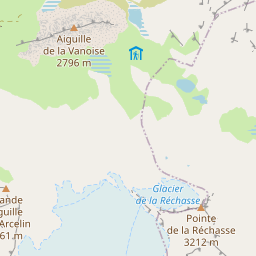 Aiguille
de la Vanoise
2796 m
Glacier
de la Réchasse
ande
guille
Arcelin
61 m
Pointe
de la Réchasse
3212 m